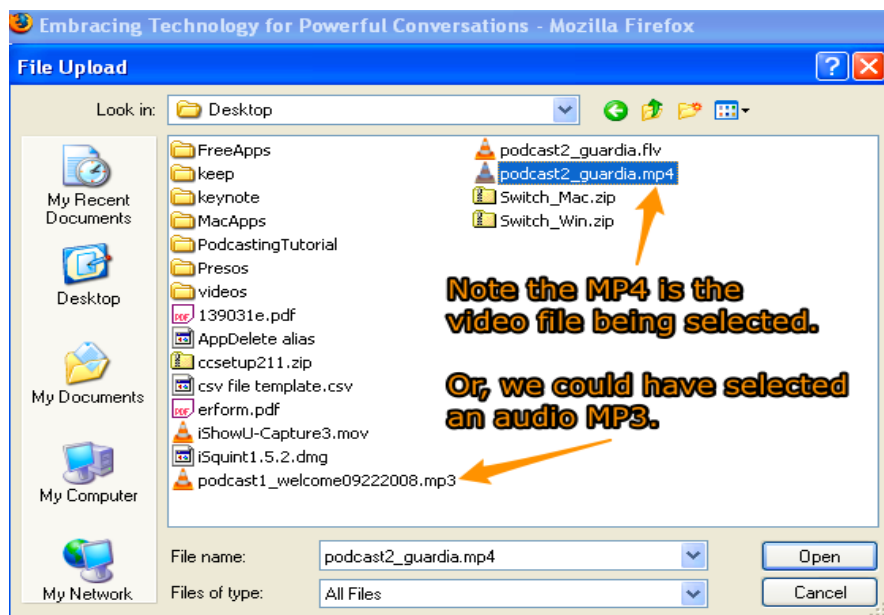 Embracing Technology for Powerful Conversations - Mozilla Firefox
File Upload
Look in:
Desktop
My Recent
Documents
Desktop
My Documents
My Computer
My Network
FreeApps
keep
keynote
MacApps
PodcastingTutorial
Presos
videos
139031e.pdf
AppDelete alias
ccsetup211.zip
csv file template.csv
erform.pdf
iShowU-Capture3.mov
iSquint1.5.2.dmg
podcast1_welcome09222008.mp3
podcast2_guardia.flv
podcast2_guardia.mp4
Switch_Mac.zip
Switch_Win.zip
Note the MP4 is the
video file being selected.
Or, we could have selected
an audio MP3.
File name:
podcast2_guardia.mp4
Open
Files of type:
All Files
Cancel